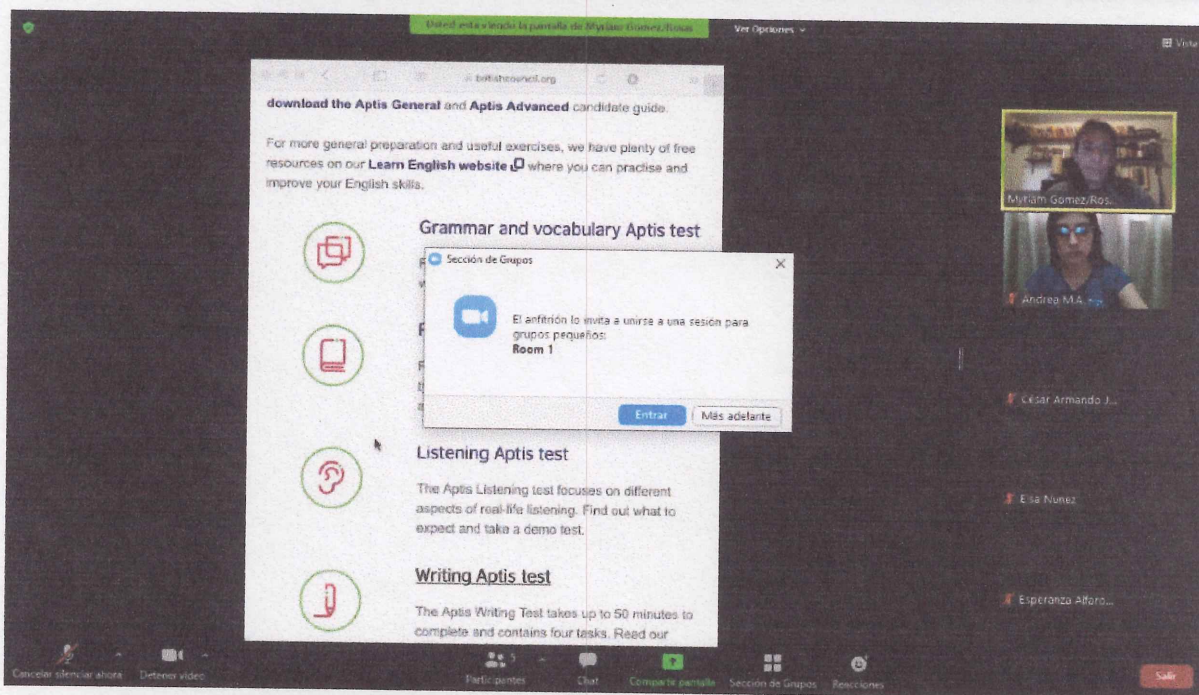 Usted está viendo la pantalla de Myriam Gomez/Rosas
Ver Opciones
Vista
britishcouncil.org
download the Aptis General and Aptis Advanced candidate guide.
For more general preparation and useful exercises, we have plenty of free
resources on our Learn English website where you can practise and
improve your English skills.
Grammar and vocabulary Aptis test
Sección de Grupos
El anfitrión lo invita a unirse a una sesión para
grupos pequeños:
Room 1
Entrar
Más adelante
Listening Aptis test
The Aptis Listening test focuses on different
aspects of real-life listening. Find out what to
expect and take a demo test.
Writing Aptis test
The Aptis Writing Test takes up to 50 minutes to
complete and contains four tasks. Read our
Myriam Gomez/Ros...
Andrea M.A.
César Armando J...
Elsa Nunez
Esperanza Alfaro...
Cancelar silenciar ahora
Detener video
5
Participantes
Chat
Compartir pantalla
Sección de Grupos
Reacciones
Salir